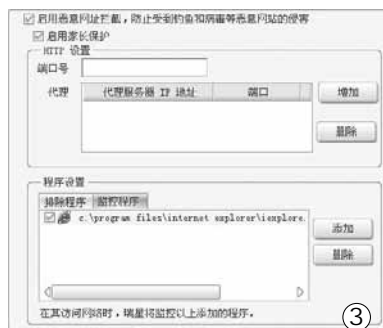 启用恶意网址拦截，防止受到钓鱼和病毒等恶意网站的侵害
启用家长保护
HTTP 设置
端口号
代理
代理服务器 IP 地址
端口
增加
删除
程序设置
排除程序
监控程序
c:\program files\internet explorer\iexplore.
添加
删除
在其访问网络时，瑞星将监控以上添加的程序。
③